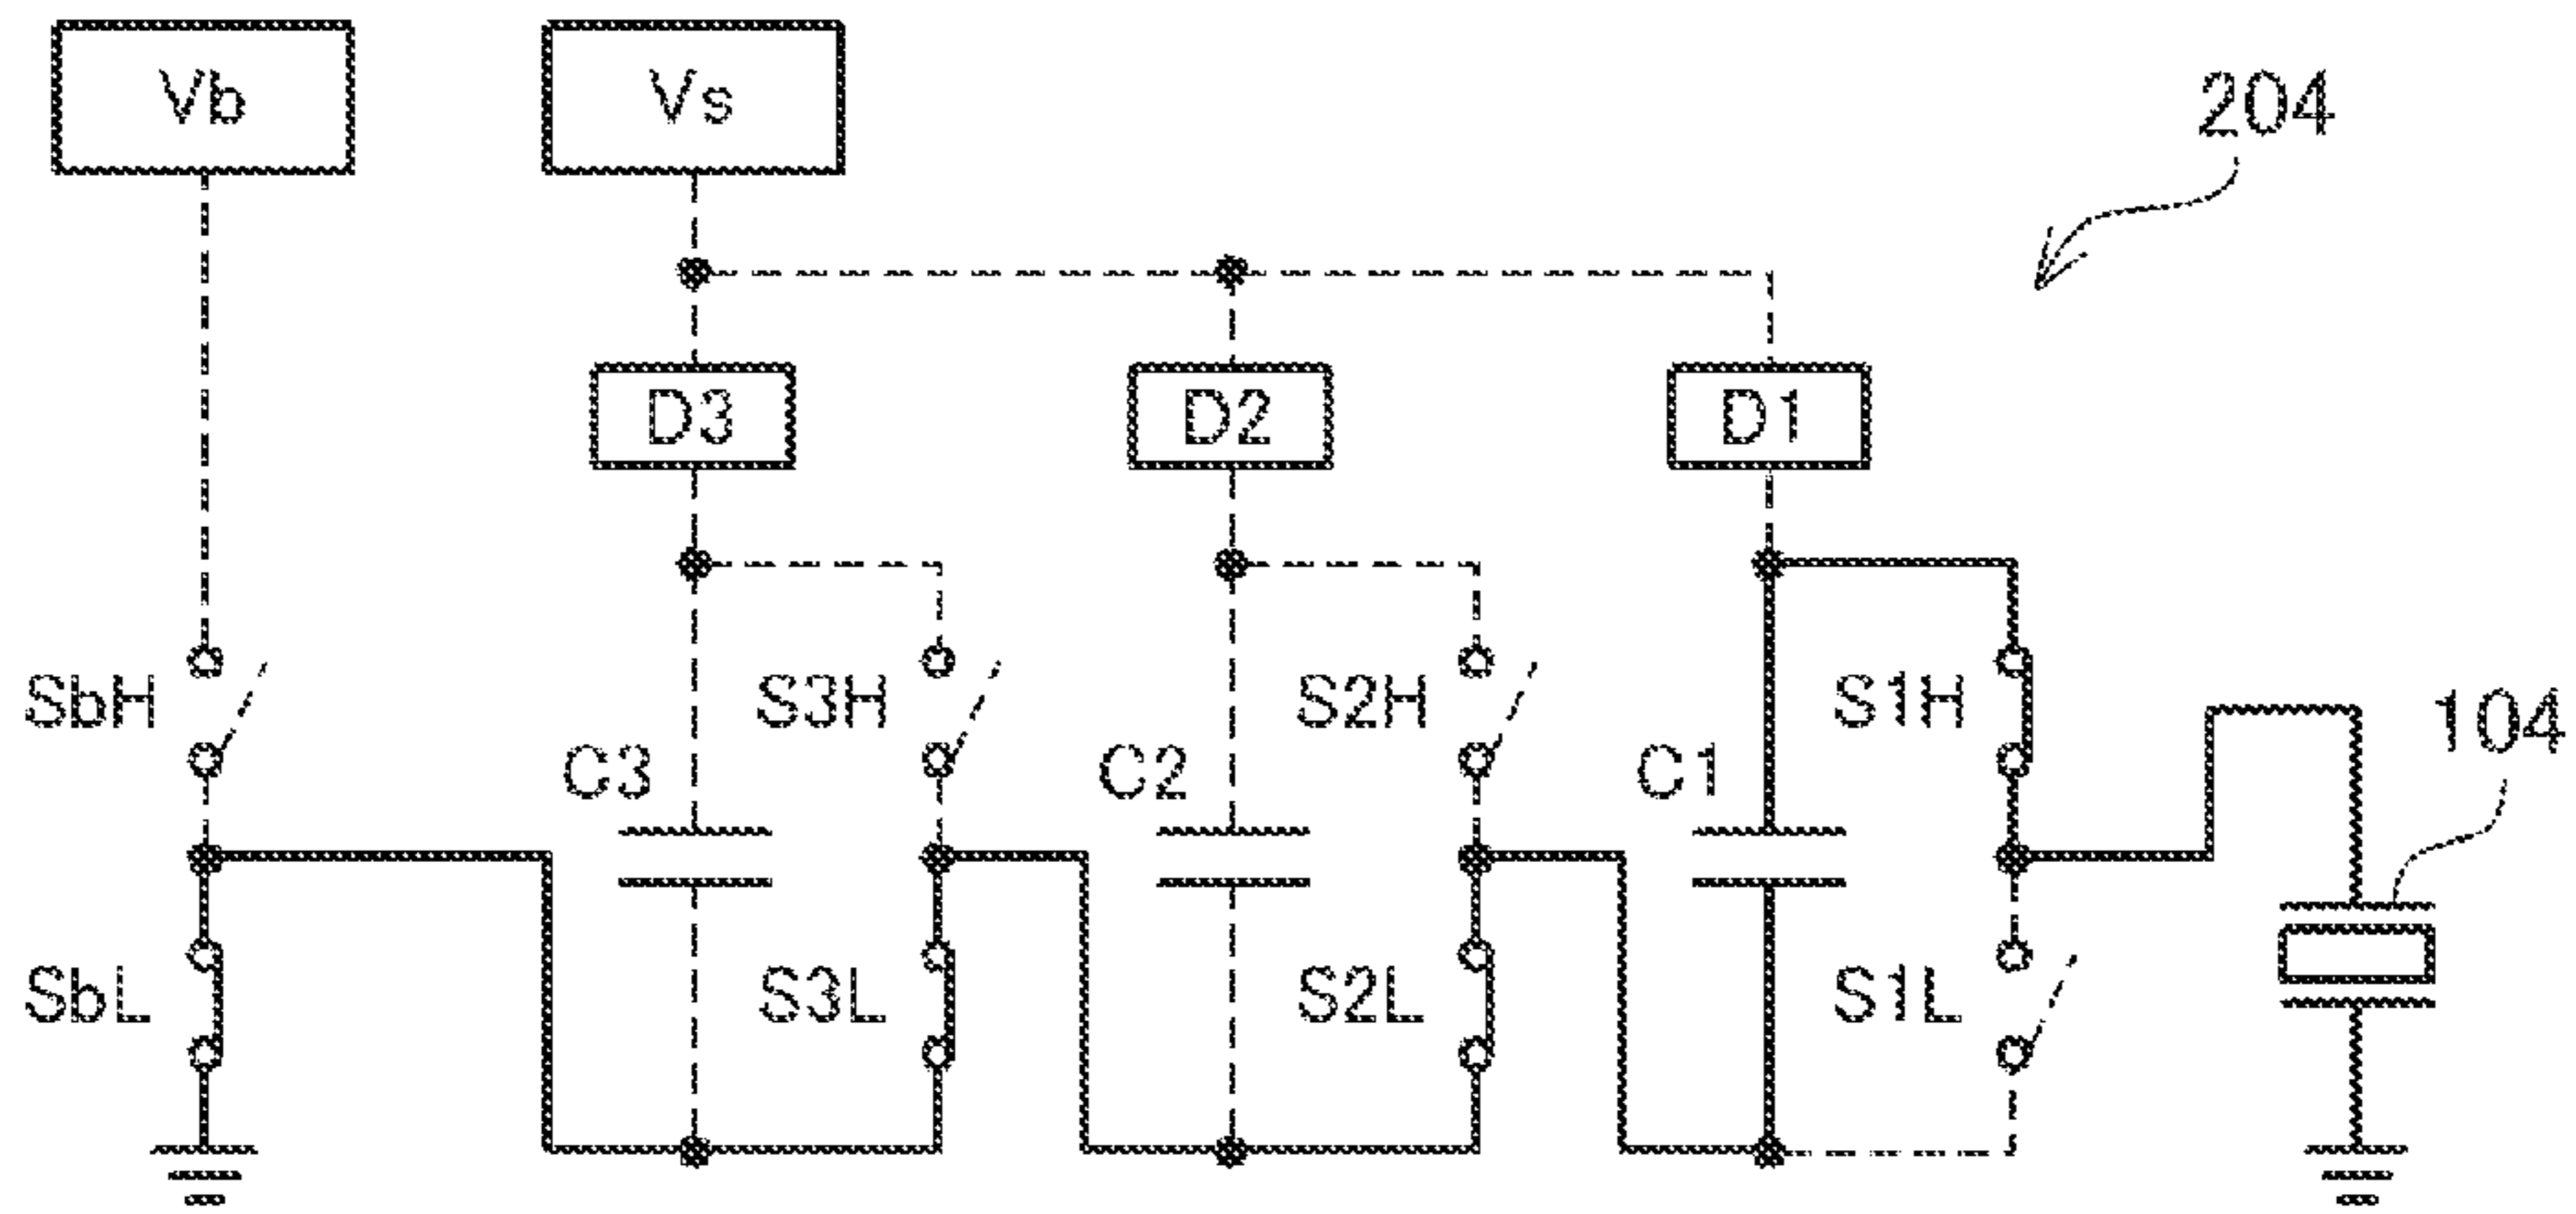 Vb
Vs
204
D3
D2
D1
SbH
S3H
S2H
S1H
104
C3
C2
C1
SbL
S3L
S2L
S1L